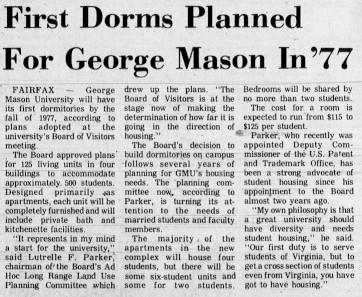 First Dorms Planned
For George Mason In '77
FAIRFAX — George
Mason University will have
its first dormitories by the
fall of 1977, according to
plans adopted at the
university's Board of Visitors
meeting.
The Board approved plans
for 125 living units in four
buildings to accommodate
approximately 500 students.
Designed primarily as
apartments, each unit will be
completely furnished and will
include private bath and
kitchenette facilities.
"It represents in my mind
a start for the university,"
said Lutrelle F. Parker,
chairman of the Board's Ad
Hoc Long Range Land Use
Planning Committee which
drew up the plans. "The
Board of Visitors is at the
stage now of making the
determination of how far it is
going in the direction of
housing."
The Board's decision to
build dormitories on campus
follows several years of
planning for GMU's housing
needs. The planning com-
mittee now, according to
Parker, is turning its at-
tention to the needs of
married students and faculty
members.
The majority of the
apartments in the new
complex will house four
students, but there will be
some six-student units and
some for two students.
Bedrooms will be shared by
no more than two students.
The cost for a room is
expected to run from $115 to
$125 per student.
Parker, who recently was
appointed Deputy Com-
missioner of the U.S. Patent
and Trademark Office, has
been a strong advocate of
student housing since his
appointment to the Board
almost two years ago.
"My own philosophy is that
a great university should
have diversity and needs
student housing," he said.
"Our first duty is to serve
students of Virginia, but to
get a cross section of students
even from Virginia, you have
got to have housing."